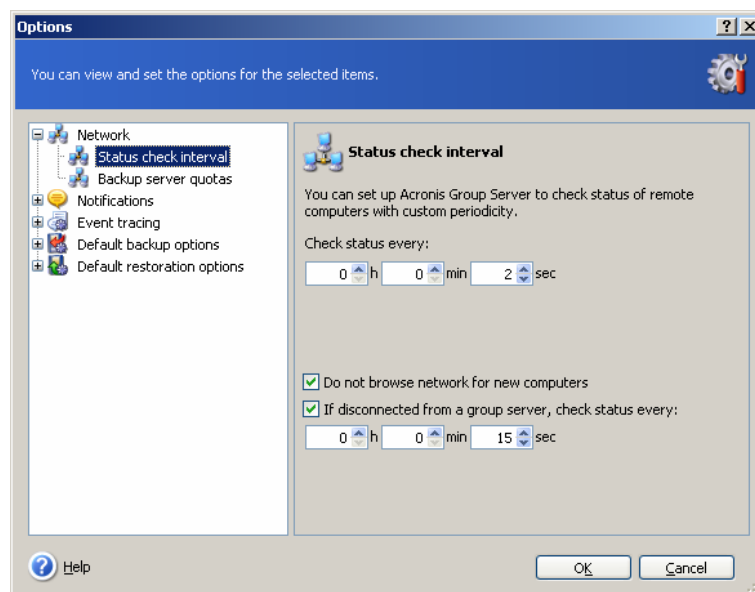 Options
You can view and set the options for the selected items.
Network
Status check interval
Backup server quotas
Notifications
Event tracing
Default backup options
Default restoration options
Status check interval
You can set up Acronis Group Server to check status of remote
computers with custom periodicity.
Check status every:
0 h 0 min 2 sec
Do not browse network for new computers
If disconnected from a group server, check status every:
0 h 0 min 15 sec
Help
OK
Cancel